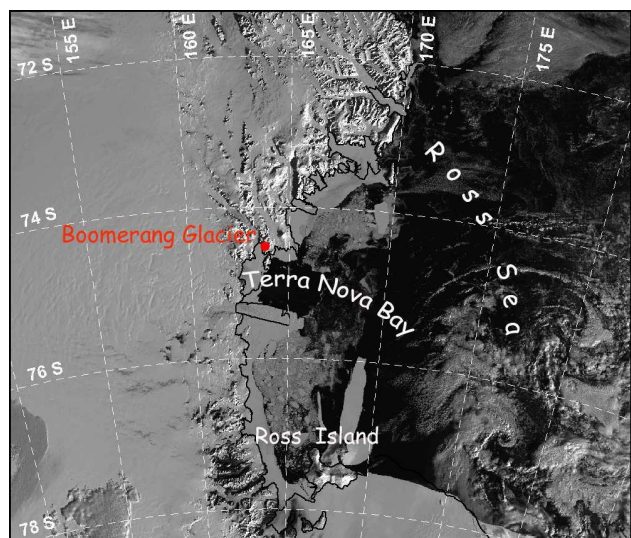 155 E
160 E
165 E
170 E
175 E
72 S
Ross Sea
74 S
Boomerang Glacier
Terra Nova Bay
76 S
Ross Island
78 S